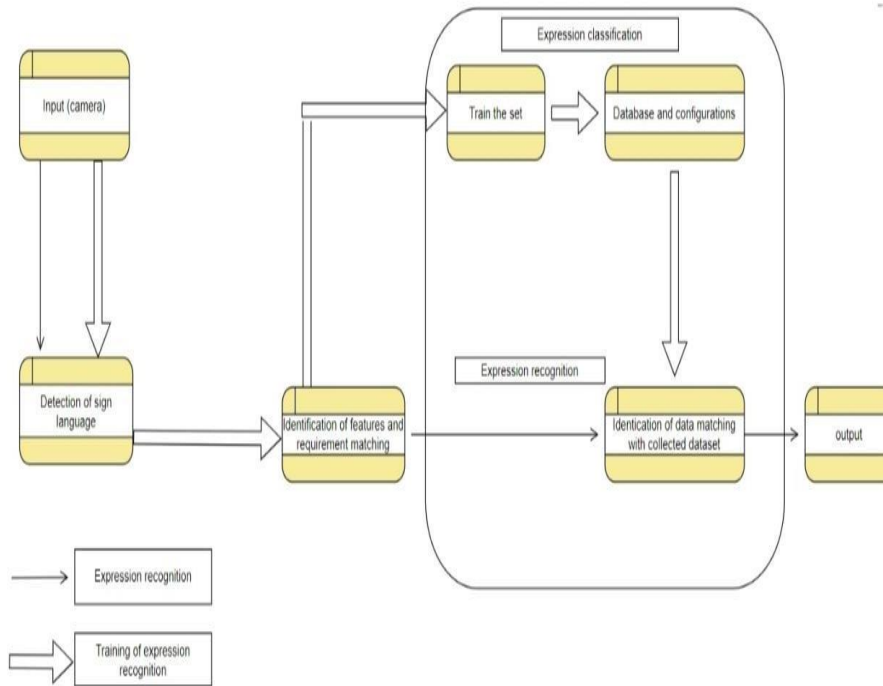 Expression classification
Input (camera)
Train the set
Database and configurations
Expression recognition
Detection of sign
language
Identification of features and
requirement matching
Identication of data matching
with collected dataset
output
Expression recognition
Training of expression
recognition